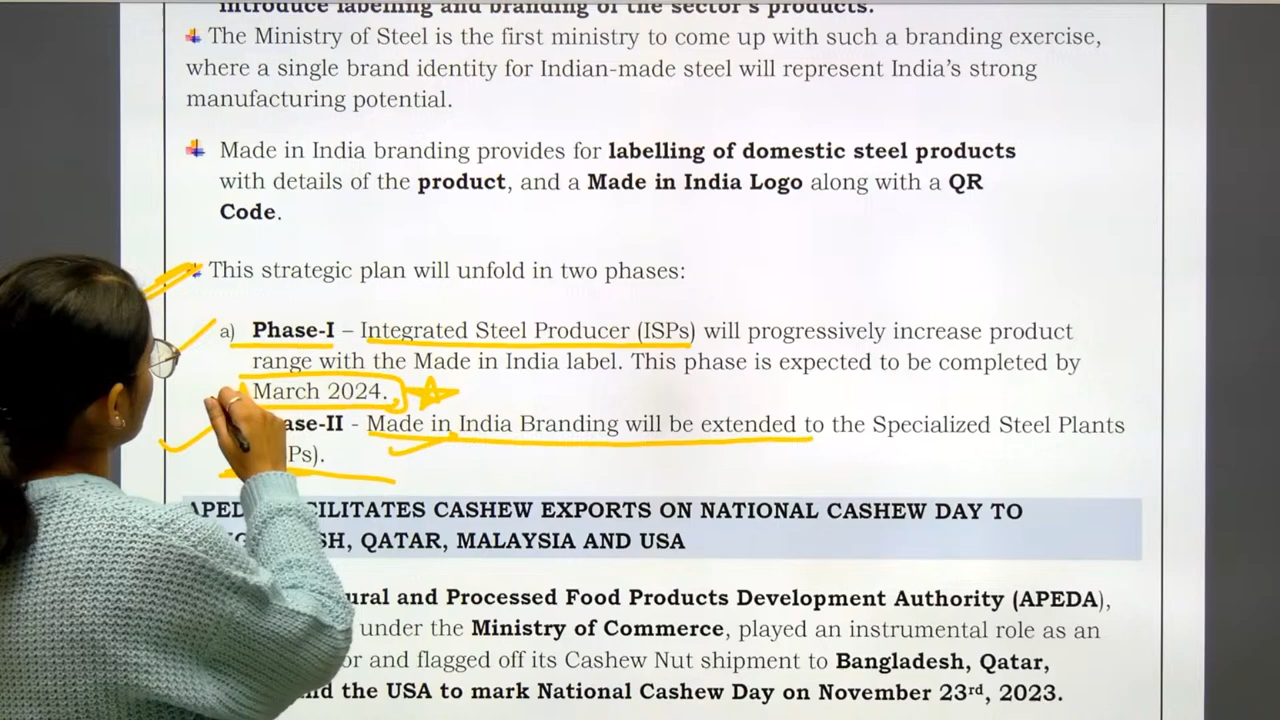 introduce labelling and branding of the sector's products.
The Ministry of Steel is the first ministry to come up with such a branding exercise,
where a single brand identity for Indian-made steel will represent India's strong
manufacturing potential.
Made in India branding provides for labelling of domestic steel products
with details of the product, and a Made in India Logo along with a QR
Code.
This strategic plan will unfold in two phases:
a) Phase-I – Integrated Steel Producer (ISPs) will progressively increase product
range with the Made in India label. This phase is expected to be completed by
March 2024.
ase-II - Made in India Branding will be extended to the Specialized Steel Plants
Ps).
APED ILITATES CASHEW EXPORTS ON NATIONAL CASHEW DAY TO
SH, QATAR, MALAYSIA AND USA
ural and Processed Food Products Development Authority (APEDA),
under the Ministry of Commerce, played an instrumental role as an
or and flagged off its Cashew Nut shipment to Bangladesh, Qatar,
nd the USA to mark National Cashew Day on November 23rd, 2023.